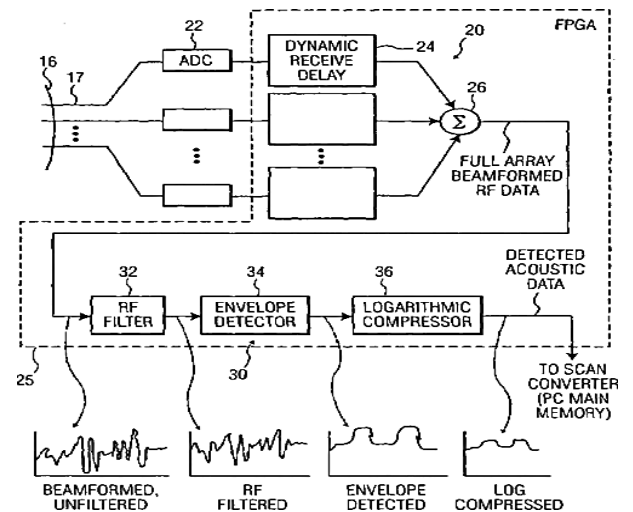 FPGA
22
16
17
ADC
DYNAMIC
RECEIVE
DELAY
24
20
26
Σ
FULL ARRAY
BEAMFORMED
RF DATA
DETECTED
ACOUSTIC
DATA
32
34
36
RF
FILTER
ENVELOPE
DETECTOR
LOGARITHMIC
COMPRESSOR
25
30
TO SCAN
CONVERTER
(PC MAIN
MEMORY)
BEAMFORMED,
UNFILTERED
RF
FILTERED
ENVELOPE
DETECTED
LOG
COMPRESSED